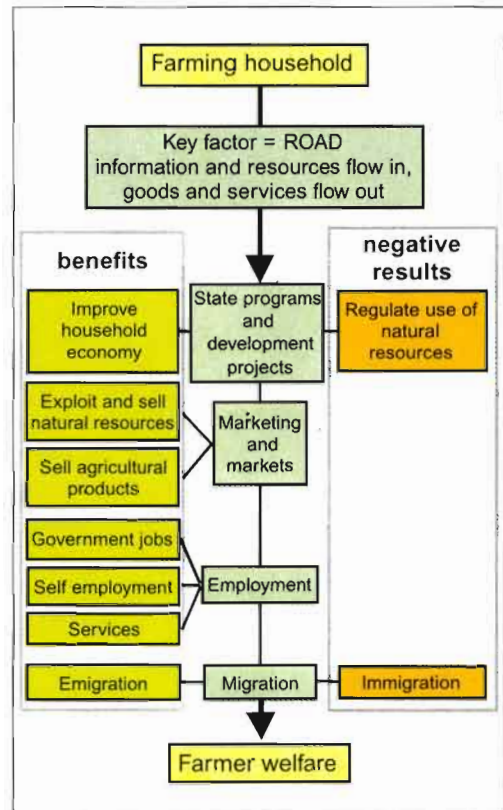 Farming household
Key factor = ROAD
information and resources flow in,
goods and services flow out
benefits
negative
results
Improve
household
economy
State programs
and
development
projects
Regulate use of
natural
resources
Exploit and sell
natural resources
Marketing
and
markets
Sell agricultural
products
Government jobs
Self employment
Employment
Services
Emigration
Migration
Immigration
Farmer welfare